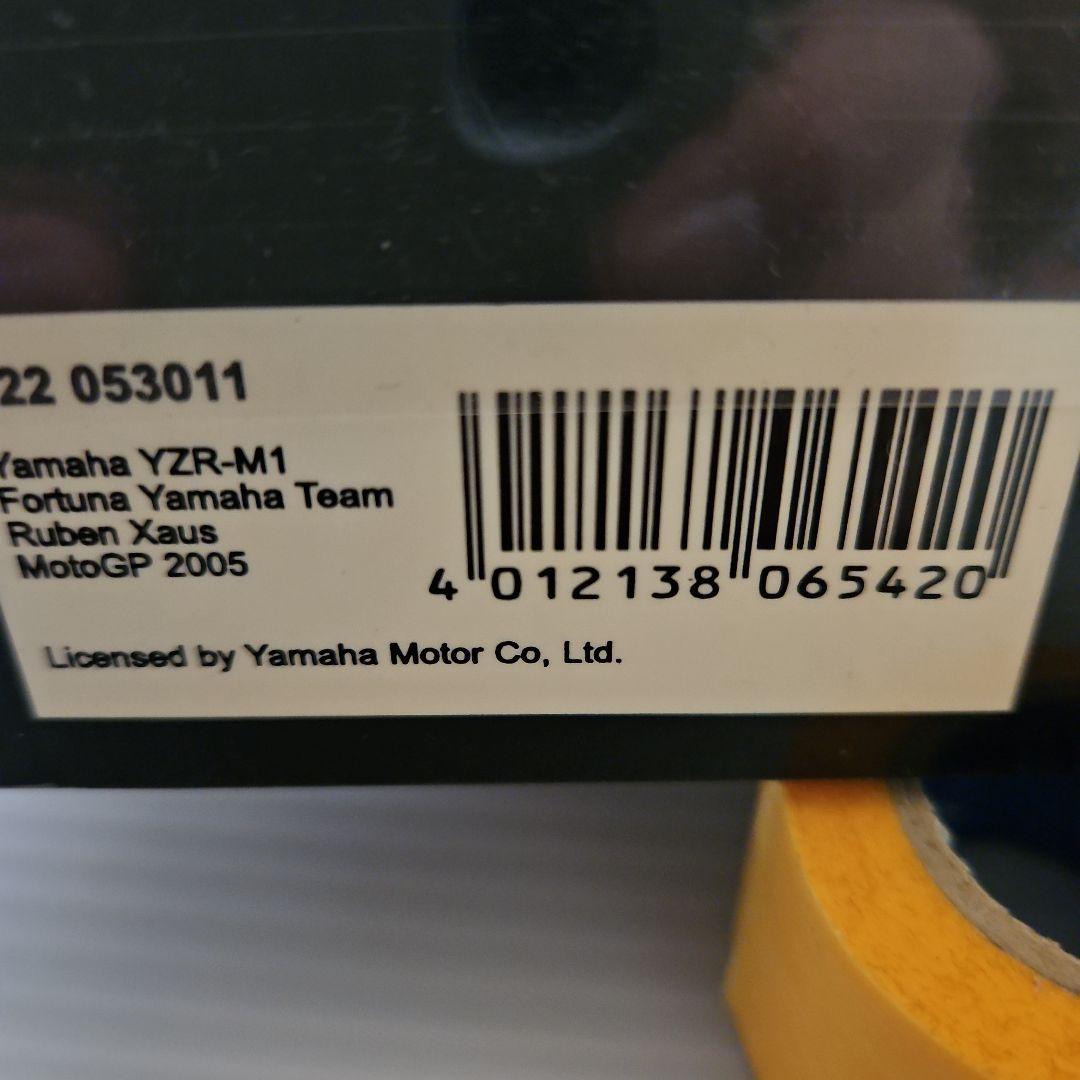 22 053011
Yamaha YZR-M1
Fortuna Yamaha Team
Ruben Xaus
MotoGP 2005
4 012138 065420
Licensed by Yamaha Motor Co, Ltd.